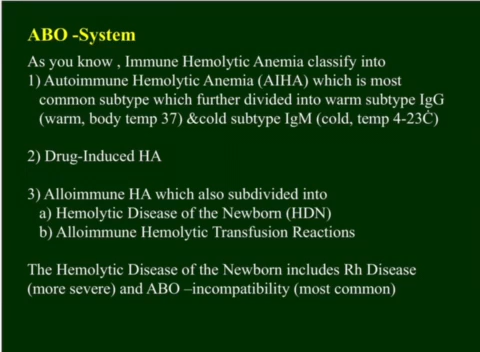 ABO -System
As you know , Immune Hemolytic Anemia classify into
1) Autoimmune Hemolytic Anemia (AIHA) which is most
common subtype which further divided into warm subtype IgG
(warm, body temp 37) &cold subtype IgM (cold, temp 4-23Ċ)
2) Drug-Induced HA
3) Alloimmune HA which also subdivided into
a) Hemolytic Disease of the Newborn (HDN)
b) Alloimmune Hemolytic Transfusion Reactions
The Hemolytic Disease of the Newborn includes Rh Disease
(more severe) and ABO –incompatibility (most common)